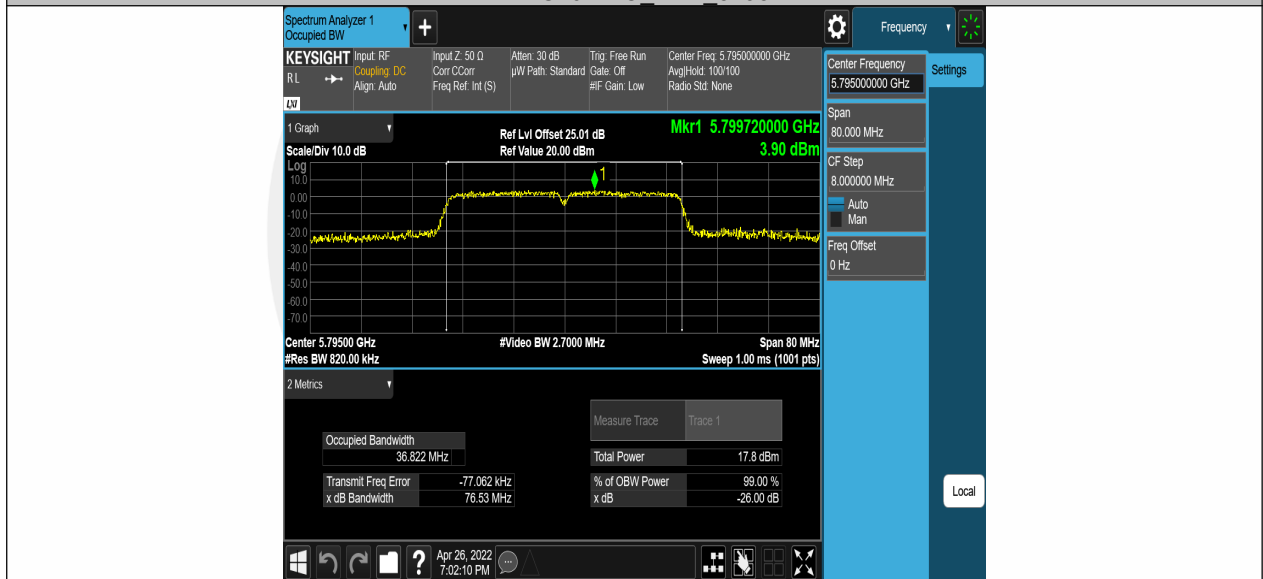 Spectrum Analyzer 1
Occupied BW
+
Frequency
KEYSIGHT
RL
LXI
Input: RF
Coupling: DC
Align: Auto
Input Z: 50 Ω
Corr CCorr
Freq Ref: Int (S)
Atten: 30 dB
µW Path: Standard
Trig: Free Run
Gate: Off
#IF Gain: Low
Center Freq: 5.795000000 GHz
Avg|Hold: 100/100
Radio Std: None
Center Frequency
5.795000000 GHz
Settings
Span
80.000 MHz
CF Step
8.000000 MHz
Auto
Man
Freq Offset
0 Hz
Local
1 Graph
Scale/Div 10.0 dB
Ref Lvl Offset 25.01 dB
Ref Value 20.00 dBm
Mkr1 5.799720000 GHz
3.90 dBm
Log
10.0
0.00
-10.0
-20.0
-30.0
-40.0
-50.0
-60.0
-70.0
1
Center 5.79500 GHz
#Res BW 820.00 kHz
#Video BW 2.7000 MHz
Span 80 MHz
Sweep 1.00 ms (1001 pts)
2 Metrics
Measure Trace Trace 1
Occupied Bandwidth
36.822 MHz
Total Power 17.8 dBm
Transmit Freq Error -77.062 kHz
% of OBW Power 99.00 %
x dB Bandwidth 76.53 MHz
x dB -26.00 dB
?
Apr 26, 2022
7:02:10 PM